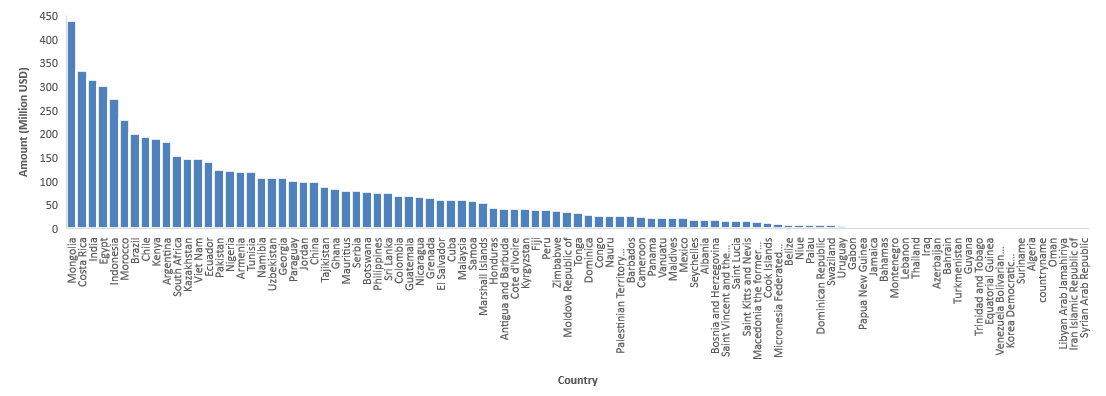 450
400
350
300
250
200
150
100
50
0
Amount (Million USD)
Mongolia
Costa Rica
India
Egypt
Indonesia
Morocco
Brazil
Chile
Kenya
Argentina
South Africa
Kazakhstan
Viet Nam
Ecuador
Pakistan
Nigeria
Armenia
Tunisia
Namibia
Uzbekistan
Georgia
Paraguay
Jordan
China
Tajikistan
Ghana
Mauritius
Serbia
Botswana
Philippines
Sri Lanka
Colombia
Guatemala
Nicaragua
Grenada
El Salvador
Cuba
Malaysia
Samoa
Marshall Islands
Honduras
Antigua and Barbuda
Cote d'Ivoire
Kyrgyzstan
Fiji
Peru
Zimbabwe
Moldova Republic of
Tonga
Dominica
Congo
Nauru
Palestinian Territory...
Barbados
Cameroon
Panama
Vanuatu
Maldives
Mexico
Seychelles
Albania
Bosnia and Herzegovina
Saint Vincent and the...
Saint Lucia
Saint Kitts and Nevis
Macedonia the former...
Cook Islands
Micronesia Federated...
Belize
Niue
Palau
Dominican Republic
Swaziland
Uruguay
Gabon
Papua New Guinea
Jamaica
Bahamas
Montenegro
Lebanon
Thailand
Iraq
Azerbaijan
Bahrain
Turkmenistan
Guyana
Trinidad and Tobago
Equatorial Guinea
Venezuela Bolivarian...
Korea Democratic...
Suriname
Algeria
countryname
Oman
Libyan Arab Jamahiriya
Iran Islamic Republic of
Syrian Arab Republic
Country